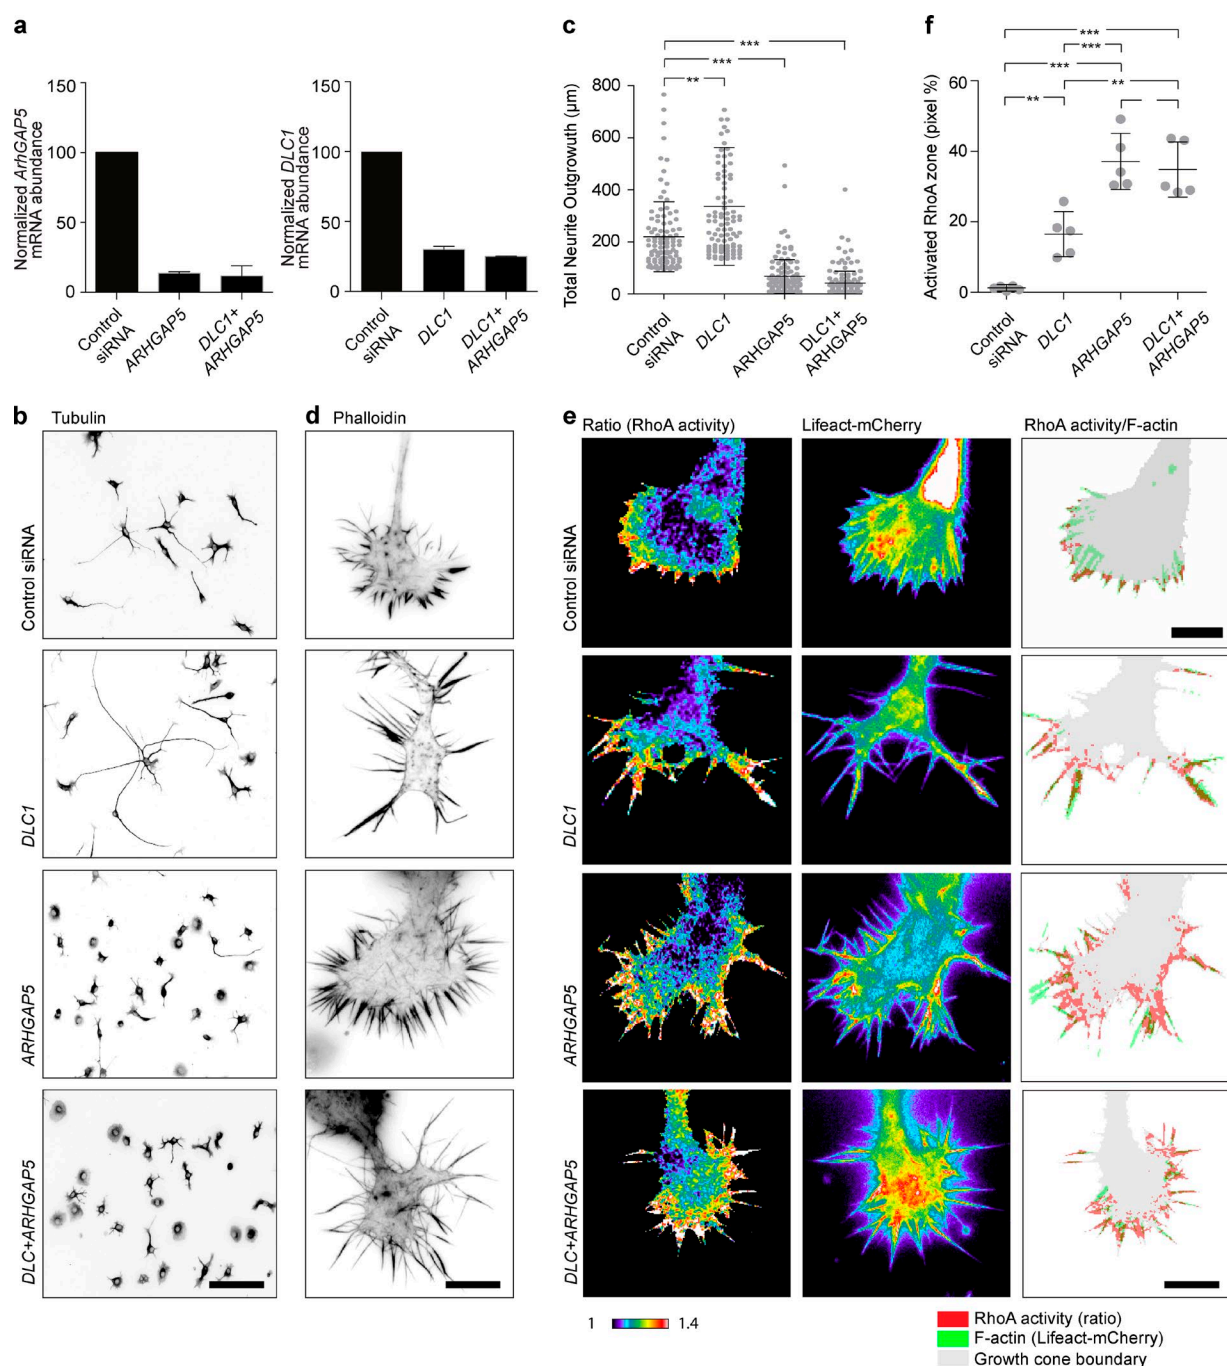 a
Normalized ArhGAP5
mRNA abundance
150
100
50
0
Control
siRNA
ARHGAP5
DLC1+
ARHGAP5
Normalized DLC1
mRNA abundance
150
100
50
0
Control
siRNA
DLC1
DLC1+
ARHGAP5
c
Total Neurite Outgrowuth (µm)
***
***
**
800
600
400
200
0
Control
siRNA
DLC1
ARHGAP5
DLC1+
ARHGAP5
f
Activated RhoA zone (pixel %)
***
***
***
**
**
60
40
20
0
Control
siRNA
DLC1
ARHGAP5
DLC1+
ARHGAP5
b
Tubulin
d
Phalloidin
e
Ratio (RhoA activity)
Lifeact-mCherry
RhoA activity/F-actin
Control siRNA
DLC1
ARHGAP5
DLC+ARHGAP5
Control siRNA
DLC1
ARHGAP5
DLC+ARHGAP5
1
1.4
RhoA activity (ratio)
F-actin (Lifeact-mCherry)
Growth cone boundary